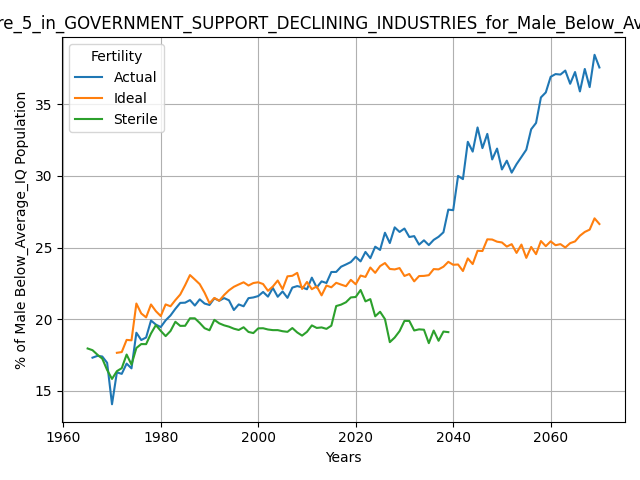 re_5_in_GOVERNMENT_SUPPORT_DECLINING_INDUSTRIES_for_Male_Below_Av
Fertility
Actual
Ideal
Sterile
% of Male Below_Average_IQ Population
35
30
25
20
15
1960
1980
2000
2020
2040
2060
Years